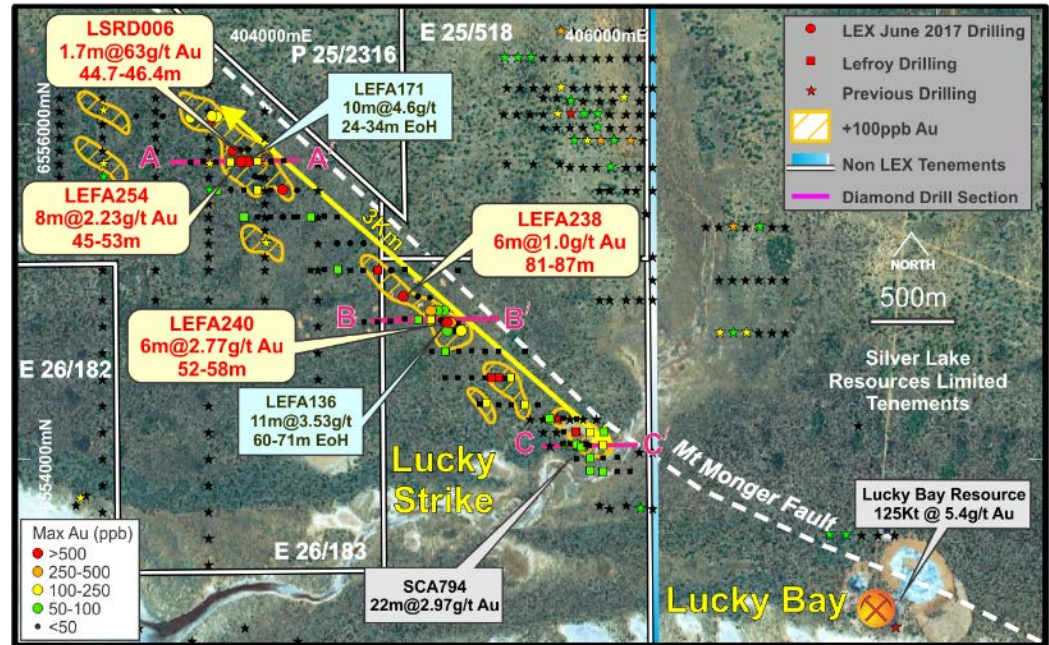 LSRD006
1.7m@63g/t Au
44.7-46.4m
404000mE
P 25/2316
E 25/518
406000mE
LEX June 2017 Drilling
Lefroy Drilling
Previous Drilling
+100ppb Au
Non LEX Tenements
Diamond Drill Section
LEFA171
10m@4.6g/t
24-34m EoH
6556000mN
A
A'
LEFA254
8m@2.23g/t Au
45-53m
3Km
LEFA238
6m@1.0g/t Au
81-87m
NORTH
500m
B
B'
LEFA240
6m@2.77g/t Au
52-58m
E 26/182
Silver Lake
Resources Limited
Tenements
LEFA136
11m@3.53g/t
60-71m EoH
6554000mN
C
C'
Lucky
Strike
Mt Monger Fault
Lucky Bay Resource
125Kt @ 5.4g/t Au
E 26/183
SCA794
22m@2.97g/t Au
Lucky Bay
Max Au (ppb)
>500
250-500
100-250
50-100
<50